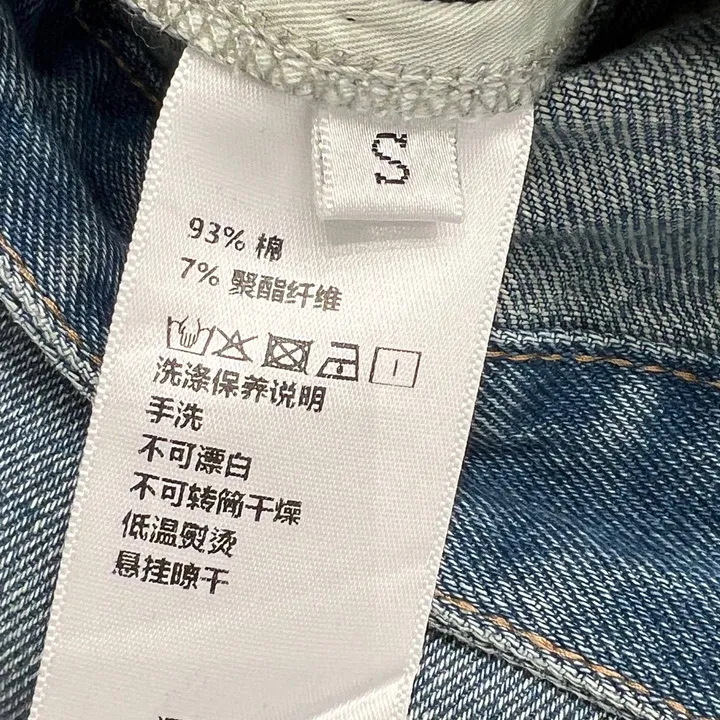 S
93% 棉
7% 聚酯纤维
洗涤保养说明
手洗
不可漂白
不可转筒干燥
低温熨烫
悬挂晾干